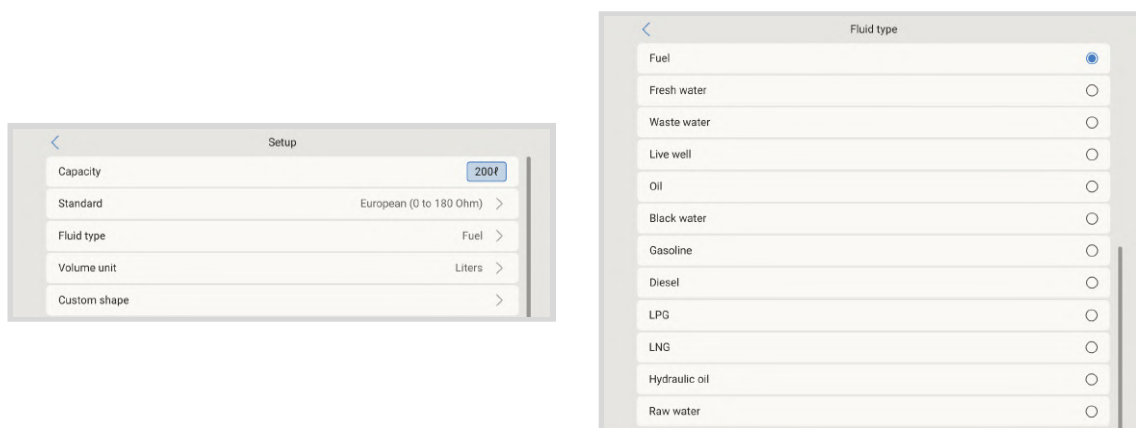 Setup
Capacity 200ℓ
Standard European (0 to 180 Ohm)
Fluid type Fuel
Volume unit Liters
Custom shape
Fluid type
Fuel
Fresh water
Waste water
Live well
Oil
Black water
Gasoline
Diesel
LPG
LNG
Hydraulic oil
Raw water